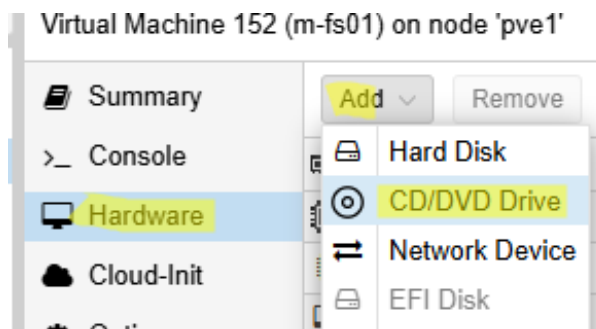 Virtual Machine 152 (m-fs01) on node 'pve1'
Summary
Add
Remove
>_ Console
Hard Disk
Hardware
CD/DVD Drive
Network Device
Cloud-Init
EFI Disk